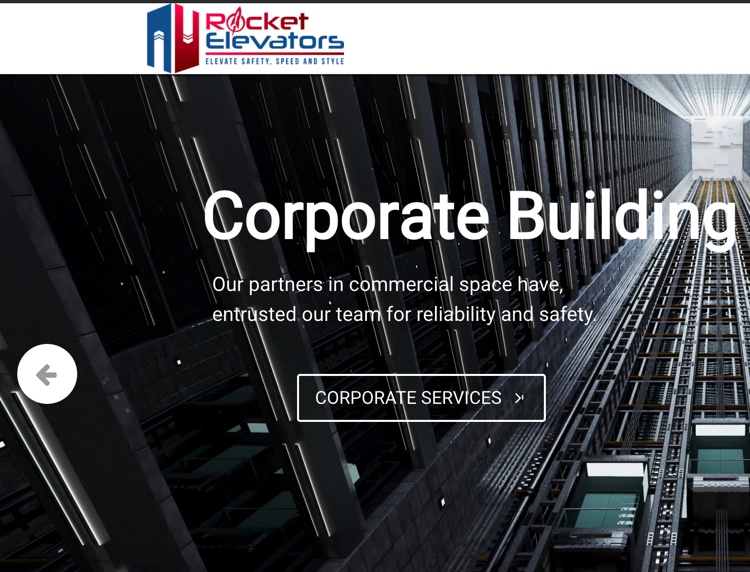 Rocket
Elevators
ELEVATE SAFETY, SPEED AND STYLE
Corporate Building
Our partners in commercial space have,
entrusted our team for reliability and safety.
CORPORATE SERVICES